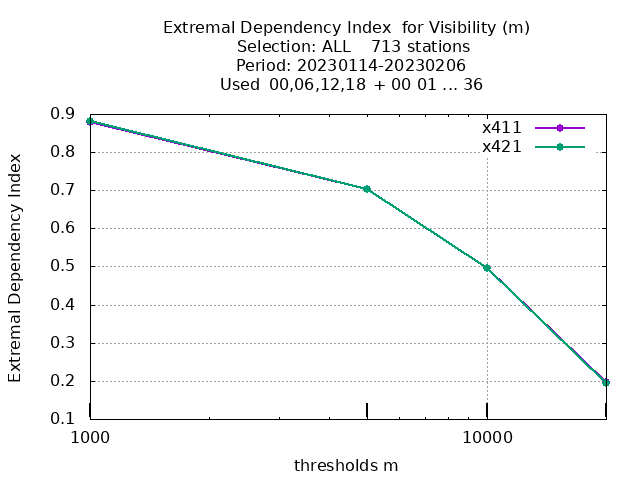 Extremal Dependency Index  for Visibility (m)
Selection: ALL    713 stations
Period: 20230114-20230206
Used  00,06,12,18  + 00 01 ... 36
x411
x421
Extremal Dependency Index
0.9
0.8
0.7
0.6
0.5
0.4
0.3
0.2
0.1
1000
10000
thresholds m